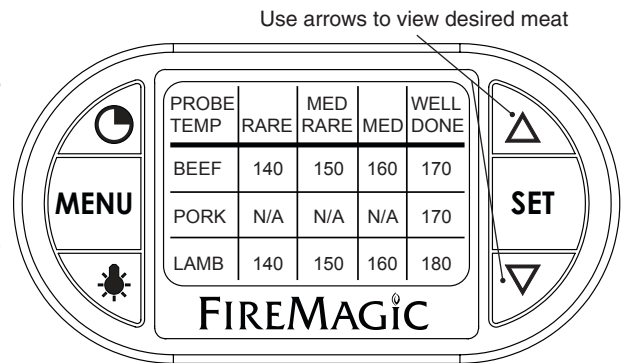 Use arrows to view desired meat
PROBE TEMP RARE MED RARE MED WELL DONE
BEEF 140 150 160 170
PORK N/A N/A N/A 170
LAMB 140 150 160 180
MENU
SET
FIREMAGIC